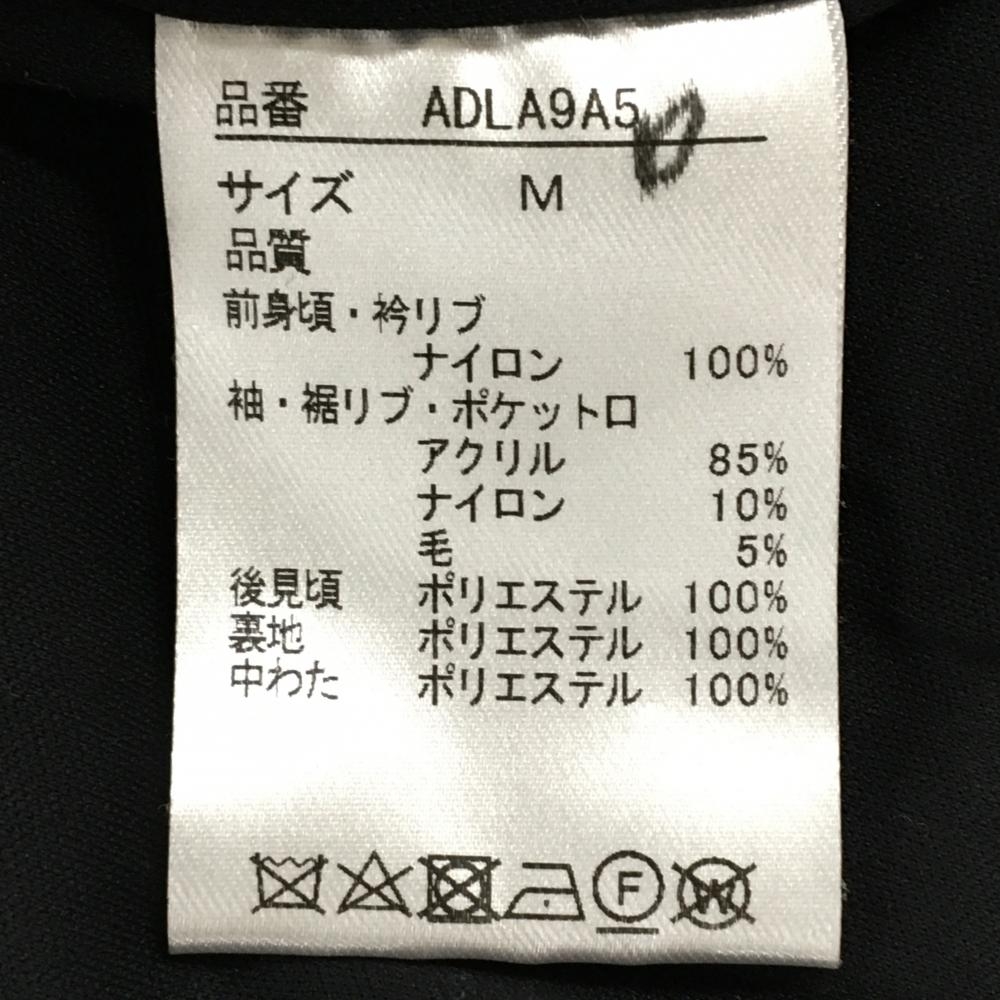 品番 ADLA9A5
サイズ M
品質
前身頃・衿リブ
ナイロン 100%
袖・裾リブ・ポケット口
アクリル 85%
ナイロン 10%
毛 5%
後見頃 ポリエステル 100%
裏地 ポリエステル 100%
中わた ポリエステル 100%
F W